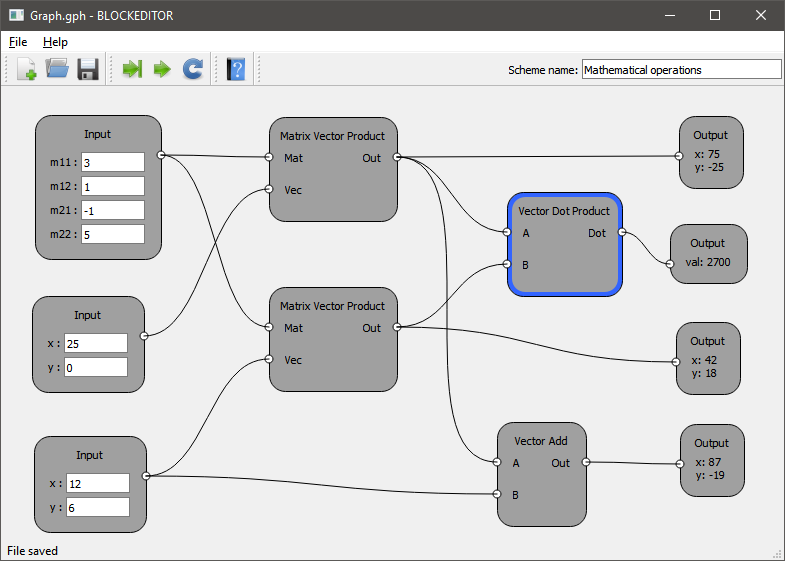 Graph.gph - BLOCKEDITOR
File Help
Scheme name: Mathematical operations
Input
m11: 3
m12: 1
m21: -1
m22: 5
Input
x: 25
y: 0
Input
x: 12
y: 6
Matrix Vector Product
Mat Out
Vec
Matrix Vector Product
Mat Out
Vec
Vector Dot Product
A Dot
B
Vector Add
A Out
B
Output
x: 75
y: -25
Output
val: 2700
Output
x: 42
y: 18
Output
x: 87
y: -19
File saved